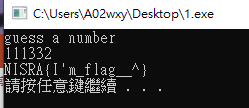 C:\Users\A02wxy\Desktop\1.exe
guess a number
111332
NISRA{I'm_flag__^}
請按任意鍵繼續 . . .